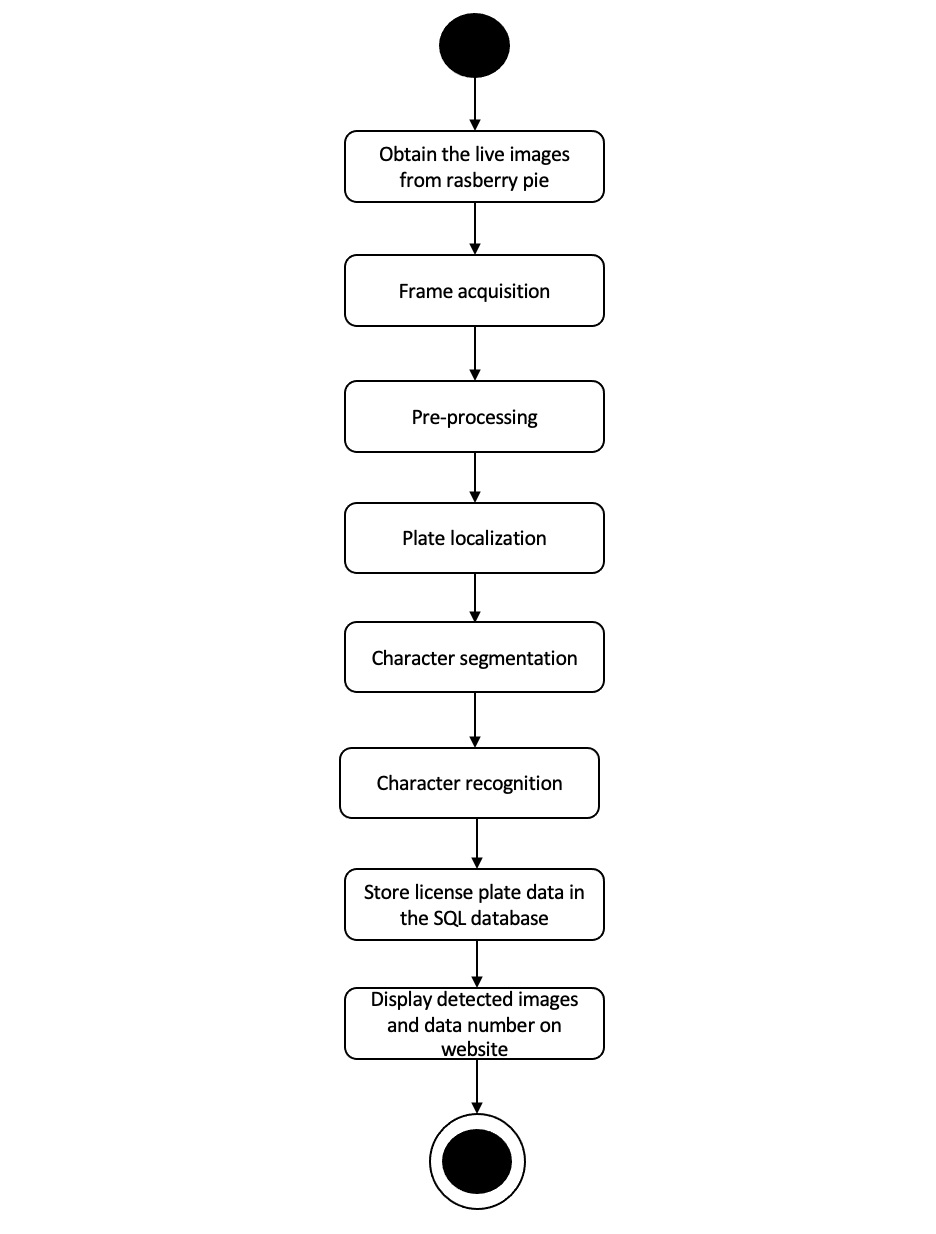 Obtain the live images
from rasberry pie
Frame acquisition
Pre-processing
Plate localization
Character segmentation
Character recognition
Store license plate data in
the SQL database
Display detected images
and data number on
website